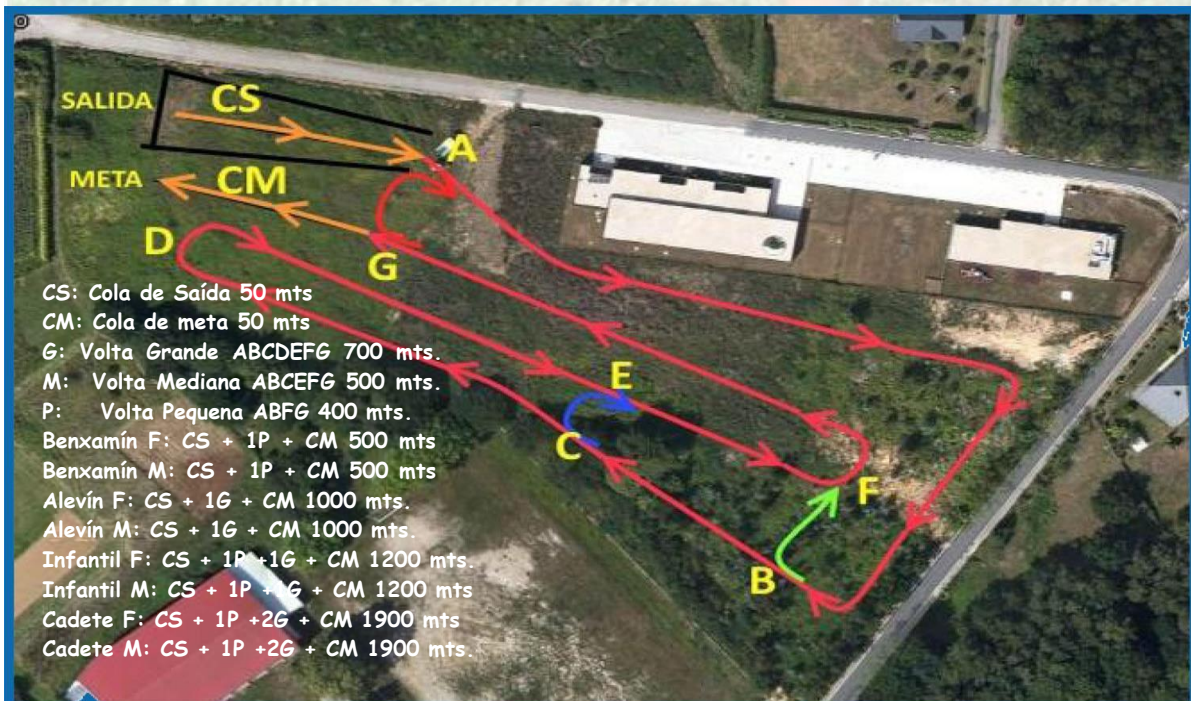 SALIDA
CS
A
META
CM
D
G
CS: Cola de Saída 50 mts
CM: Cola de meta 50 mts
G: Volta Grande ABCDEFG 700 mts.
M: Volta Mediana ABCEFG 500 mts.
P: Volta Pequena ABFG 400 mts.
Benxamín F: CS + 1P + CM 500 mts
Benxamín M: CS + 1P + CM 500 mts
Alevín F: CS + 1G + CM 1000 mts.
Alevín M: CS + 1G + CM 1000 mts.
Infantil F: CS + 1P +1G + CM 1200 mts.
Infantil M: CS + 1P +1G + CM 1200 mts
Cadete F: CS + 1P +2G + CM 1900 mts
Cadete M: CS + 1P +2G + CM 1900 mts.
E
C
F
B